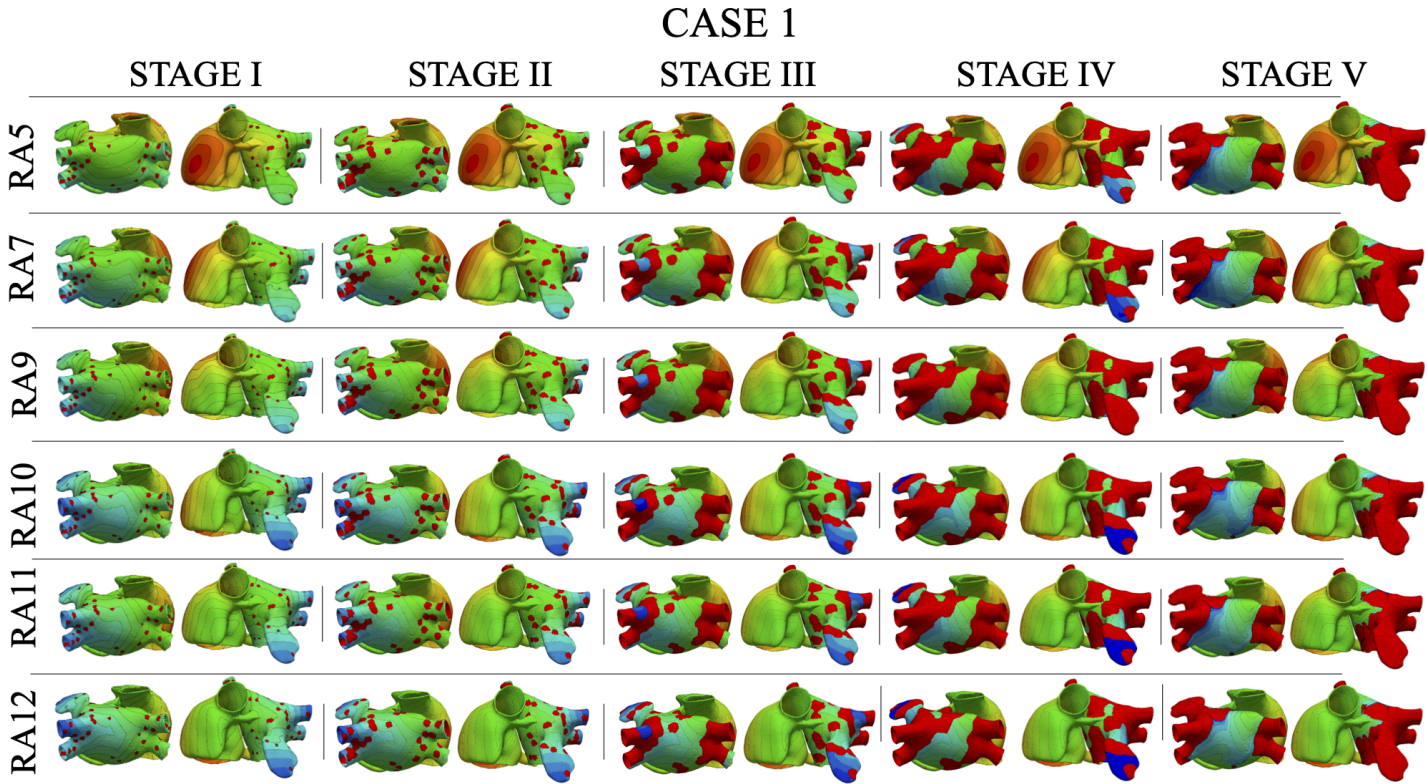 CASE 1
STAGE I
STAGE II
STAGE III
STAGE IV
STAGE V
RA5
RA7
RA9
RA10
RA11
RA12